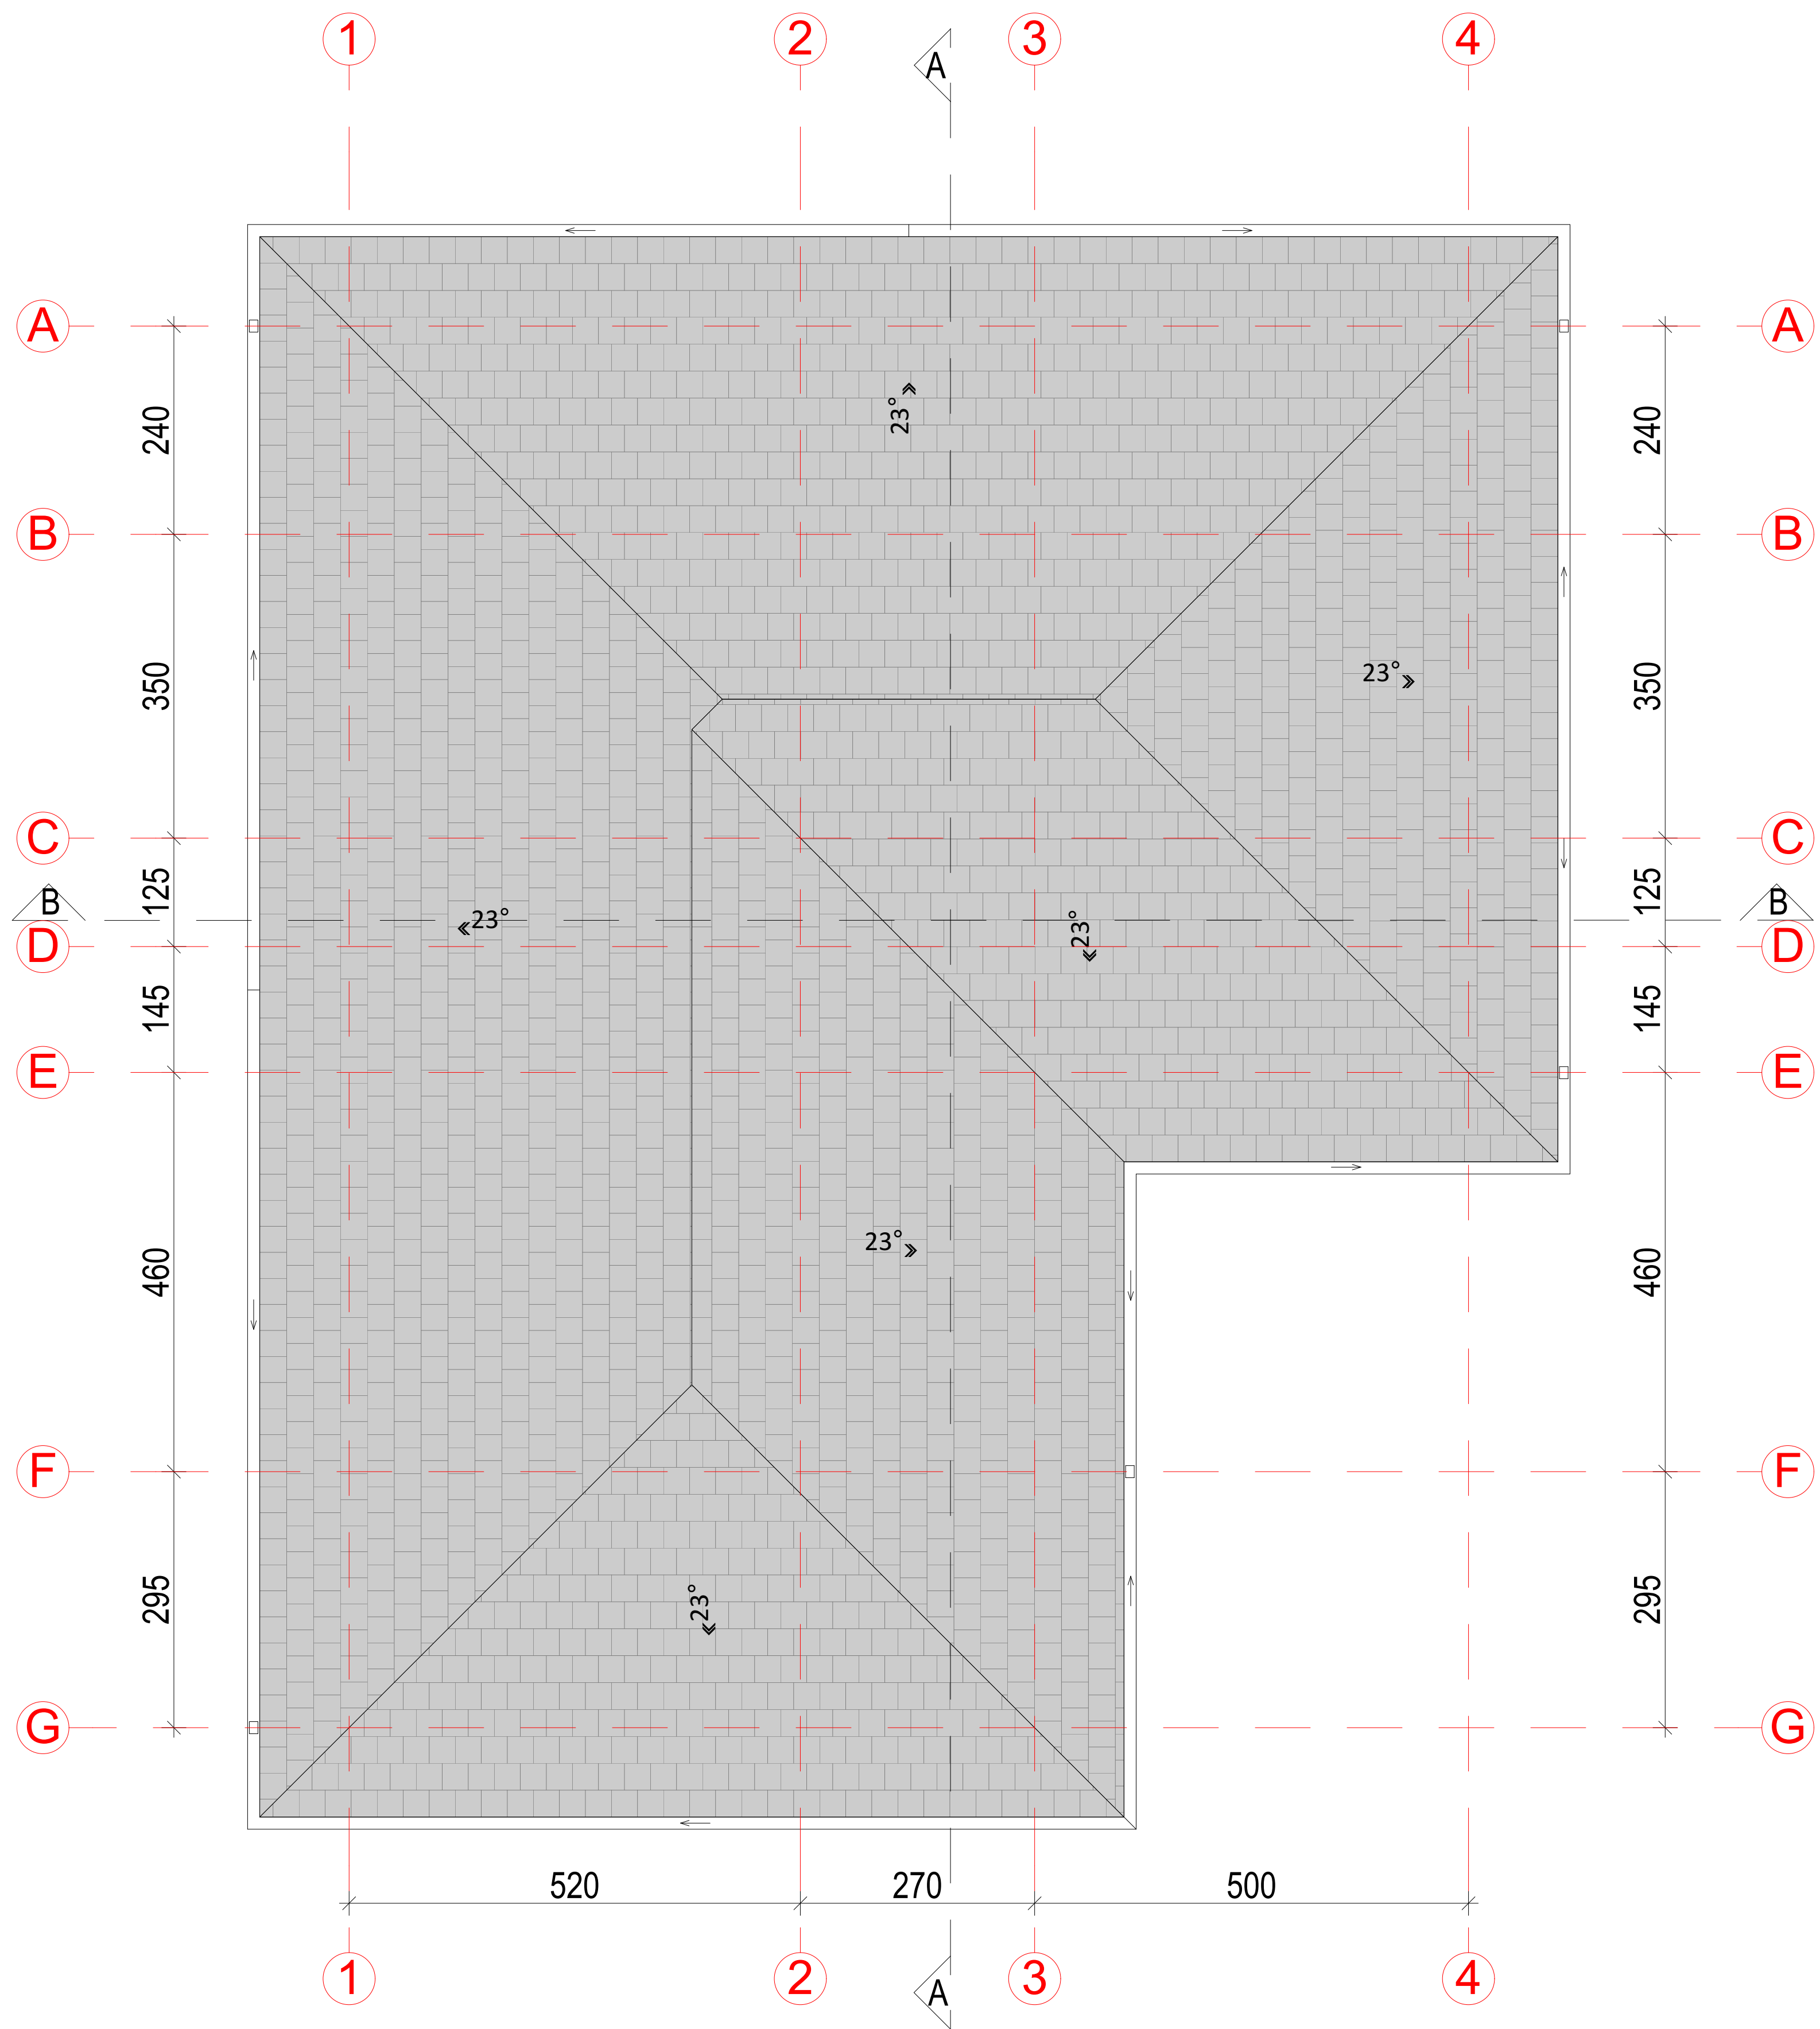 1 2 A 3 4
A A
240 23° 240
B B
350 23° 350
C C
125 125
B 23° 23° B
D D
145 145
E E
460 23° 460
F F
295 23° 295
G G
520 270 500
1 2 A 3 4